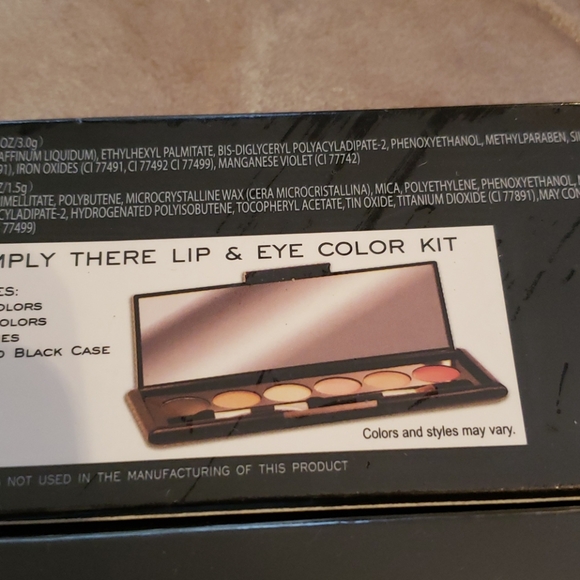 OZ/3.0g)
AFFINUM LIQUIDUM), ETHYLHEXYL PALMITATE, BIS-DIGLYCERYL POLYACYLADIPATE-2, PHENOXYETHANOL, METHYLPARABEN,
91), IRON OXIDES (CI 77491, CI 77492 CI 77499), MANGANESE VIOLET (CI 77742)
Z/1.5g)
IMELLITATE, POLYBUTENE, MICROCRYSTALLINE WAX (CERA MICROCRISTALLINA), MICA, POLYETHYLENE, PHENOXYETHANOL,
CYLADIPATE-2, HYDROGENATED POLYISOBUTENE, TOCOPHERYL ACETATE, TIN OXIDE, TITANIUM DIOXIDE (CI 77891), MAY CON
77499)
MPLY THERE LIP & EYE COLOR KIT
ES:
OLORS
OLORS
ES
D BLACK CASE
Colors and styles may vary.
NOT USED IN THE MANUFACTURING OF THIS PRODUCT